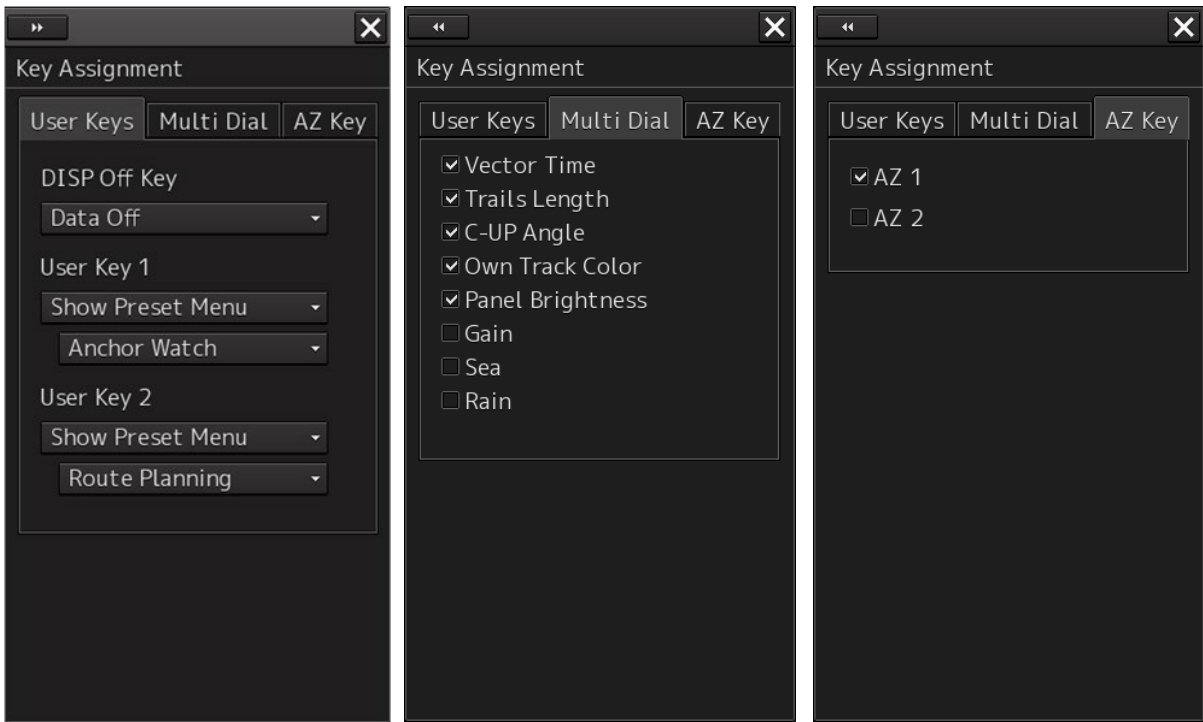 Key Assignment
User Keys Multi Dial AZ Key
DISP Off Key
Data Off
User Key 1
Show Preset Menu
Anchor Watch
User Key 2
Show Preset Menu
Route Planning
Key Assignment
User Keys Multi Dial AZ Key
Vector Time
Trails Length
C-UP Angle
Own Track Color
Panel Brightness
Gain
Sea
Rain
Key Assignment
User Keys Multi Dial AZ Key
AZ 1
AZ 2